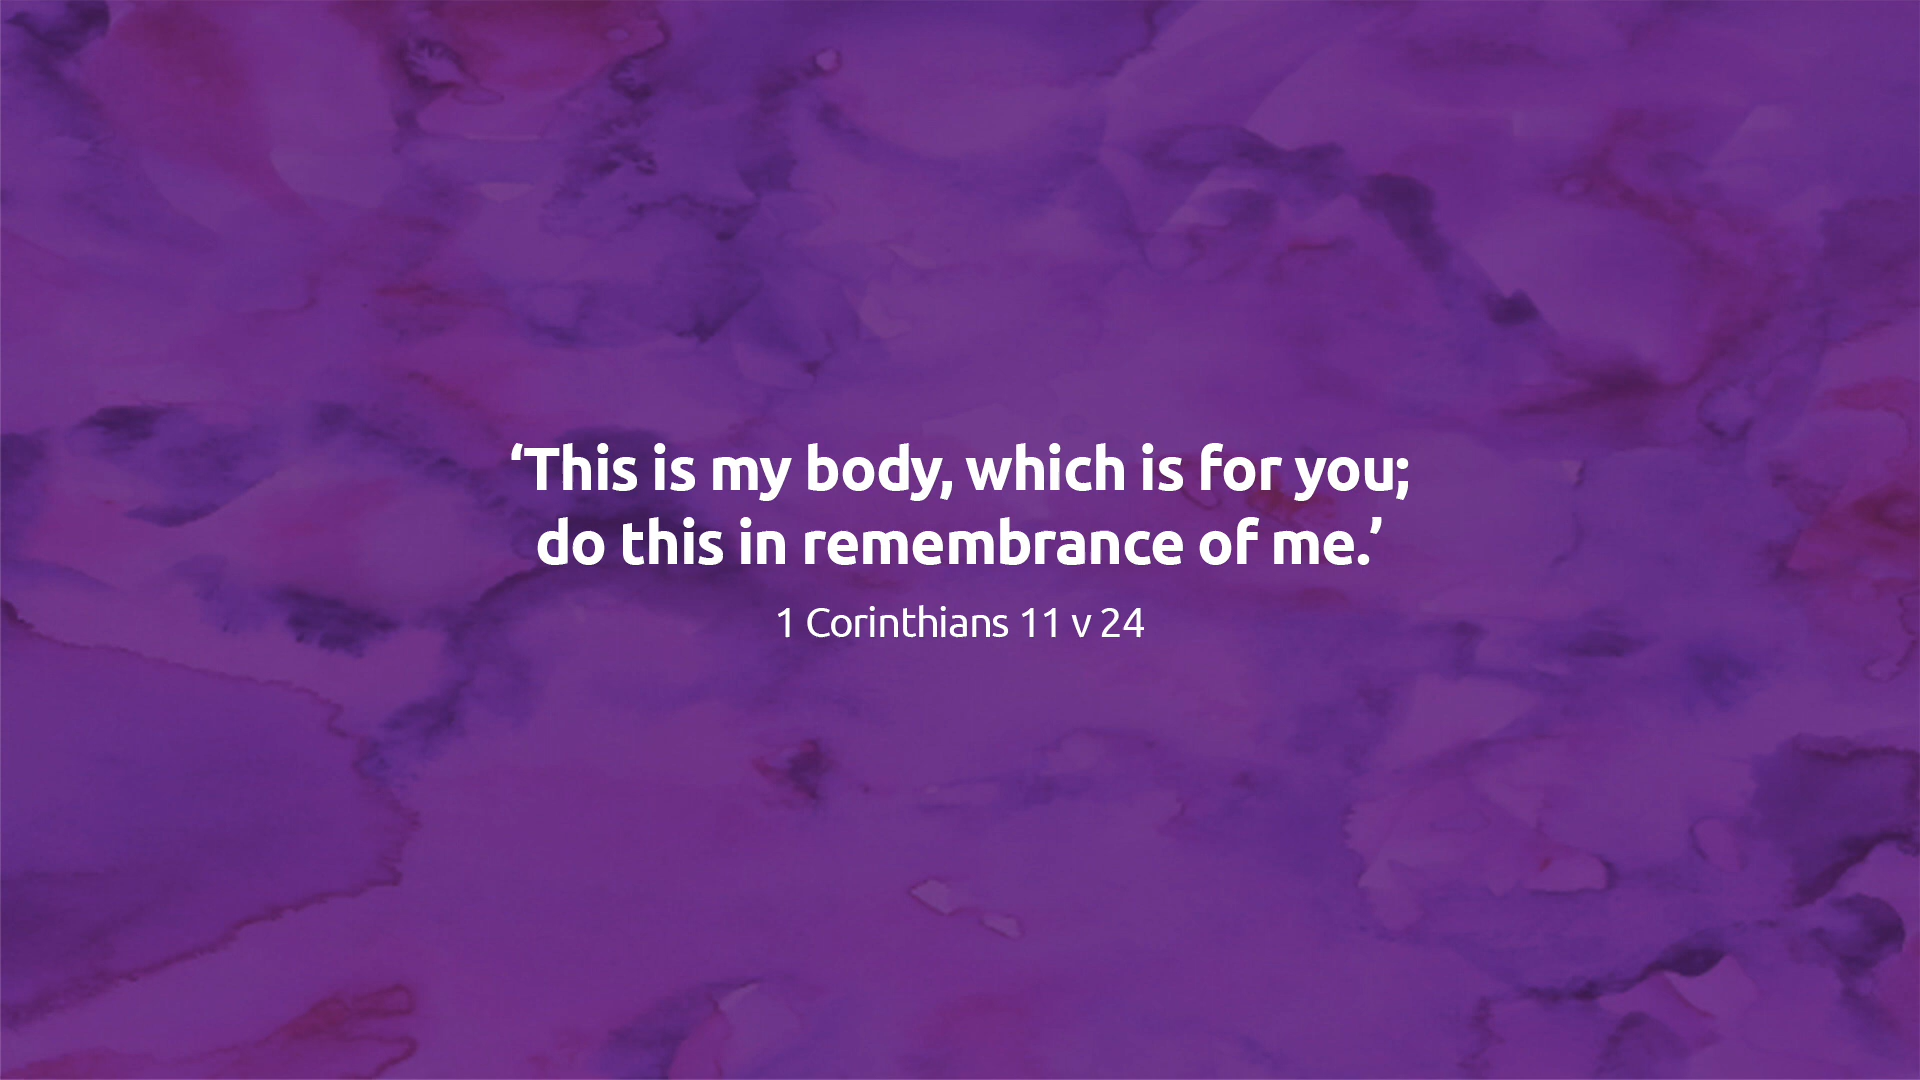 ‘This is my body, which is for you;
do this in remembrance of me.’
1 Corinthians 11 v 24